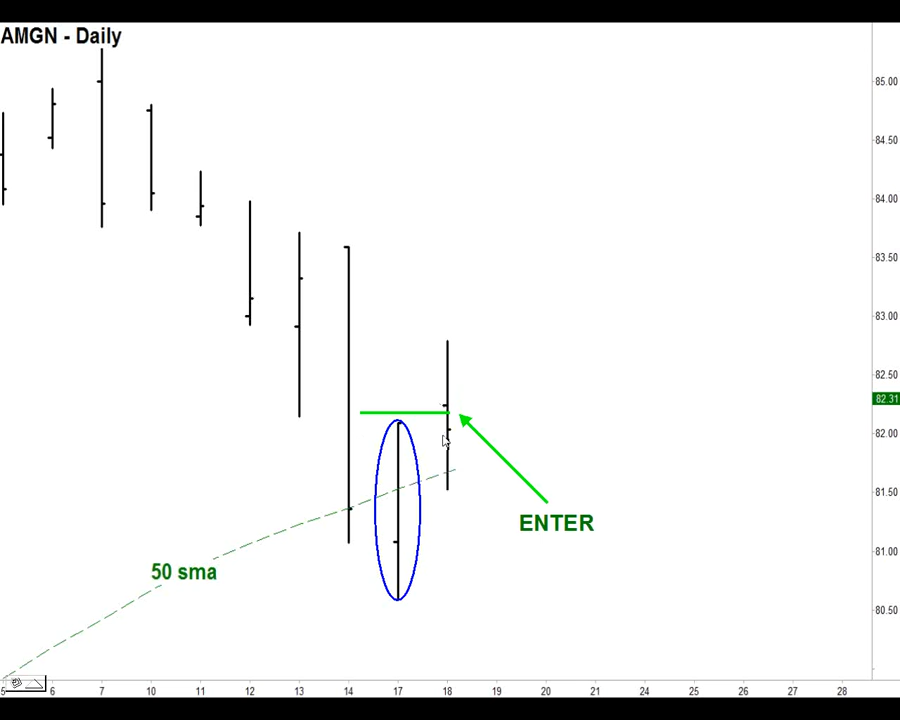 AMGN - Daily
85.00
84.50
84.00
83.50
83.00
82.50
82.31
82.00
81.50
81.00
80.50
ENTER
50 sma
5 6 7 10 11 12 13 14 17 18 19 20 21 24 25 26 27 28